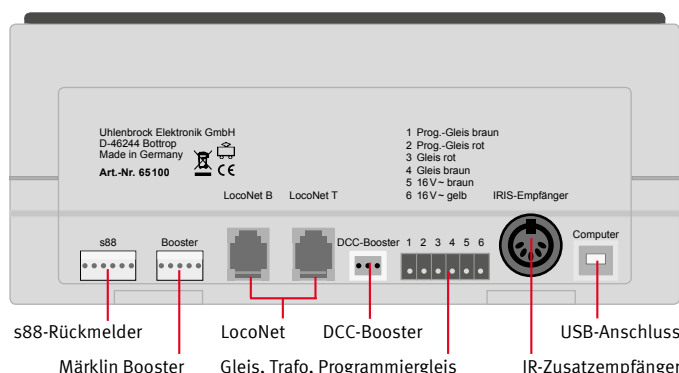 Uhlenbrock Elektronik GmbH
D-46244 Bottrop
Made in Germany
Art.-Nr. 65100
CE
1 Prog.-Gleis braun
2 Prog.-Gleis rot
3 Gleis rot
4 Gleis braun
5 16V~ braun
6 16V~ gelb
LocoNet B
LocoNet T
IRIS-Empfänger
s88
Booster
DCC-Booster
1 2 3 4 5 6
Computer
s88-Rückmelder
LocoNet
DCC-Booster
USB-Anschluss
Märklin Booster
Gleis, Trafo, Programmiergleis
IR-Zusatzempfänger